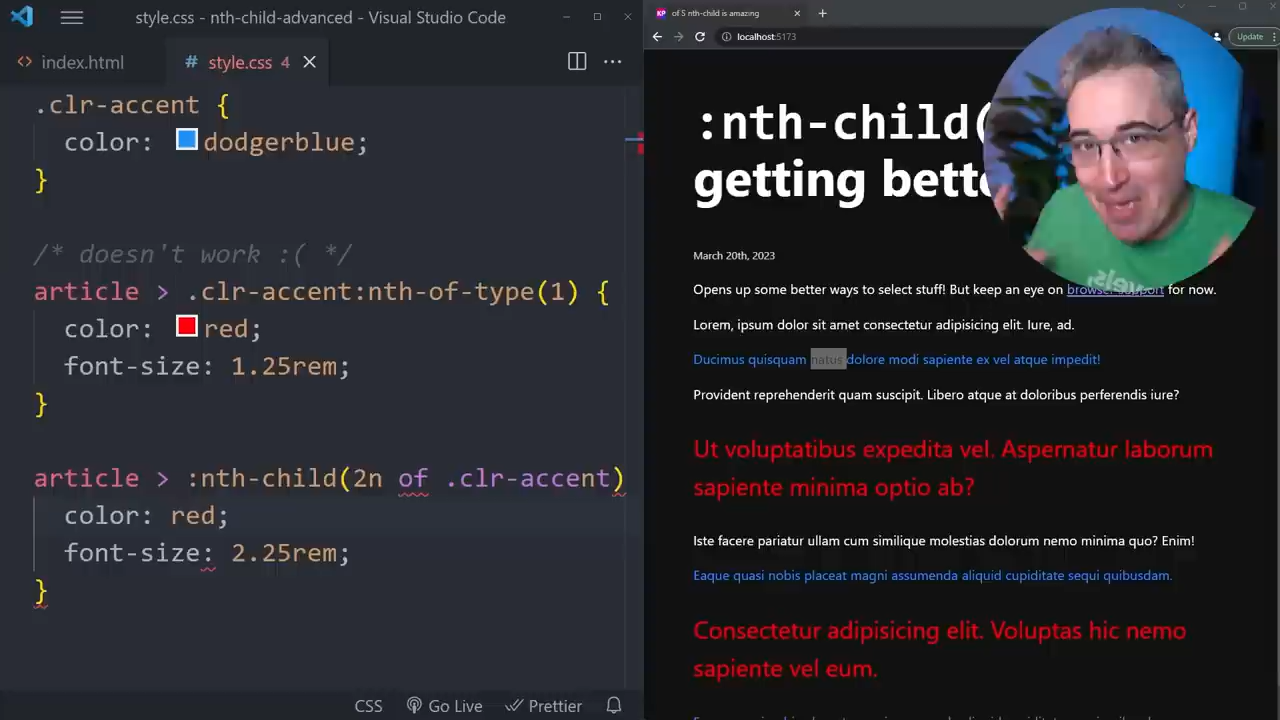 style.css - nth-child-advanced - Visual Studio Code
index.html
# style.css 4
.clr-accent {
color: dodgerblue;
}
/* doesn't work :( */
article > .clr-accent:nth-of-type(1) {
color: red;
font-size: 1.25rem;
}
article > :nth-child(2n of .clr-accent)
color: red;
font-size: 2.25rem;
}
CSS
Go Live
Prettier
KP
of S nth-child is amazing
localhost:5173
Update
:nth-child(
getting bette
March 20th, 2023
Opens up some better ways to select stuff! But keep an eye on browser support for now.
Lorem, ipsum dolor sit amet consectetur adipisicing elit. Iure, ad.
Ducimus quisquam natus dolore modi sapiente ex vel atque impedit!
Provident reprehenderit quam suscipit. Libero atque at doloribus perferendis iure?
Ut voluptatibus expedita vel. Aspernatur laborum
sapiente minima optio ab?
Iste facere pariatur ullam cum similique molestias dolorum nemo minima quo? Enim!
Eaque quasi nobis placeat magni assumenda aliquid cupiditate sequi quibusdam.
Consectetur adipisicing elit. Voluptas hic nemo
sapiente vel eum.